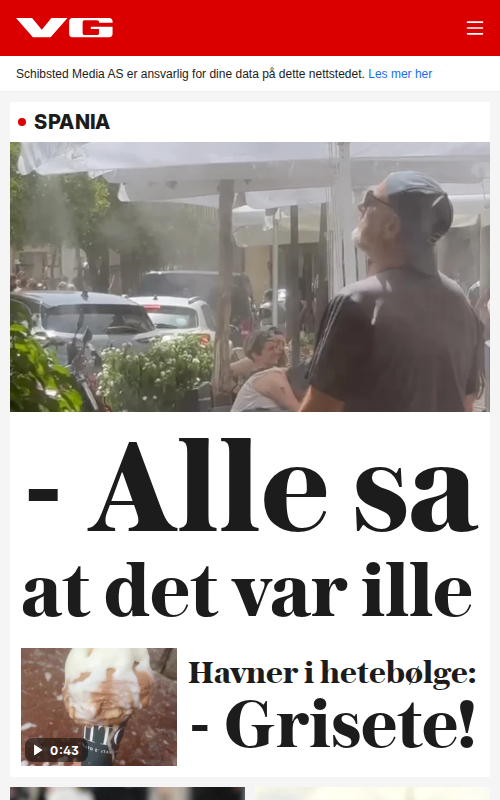 VG
Schibsted Media AS er ansvarlig for dine data på dette nettstedet. Les mer her
SPANIA
- Alle sa
at det var ille
Havner i hetebølge:
- Grisete!
0:43